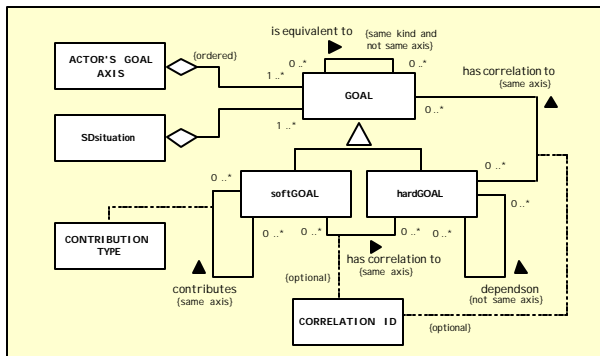 is equivalent to
{same kind and
not same axis}
ACTOR'S GOAL
AXIS
{ordered}
0 ..*
0 ..*
1 ..*
has correlation to
{same axis}
GOAL
0 ..*
SDsituation
1 ..*
0 ..*
0 ..*
softGOAL
hardGOAL
0 ..*
CONTRIBUTION
TYPE
0 ..*
0 ..*
0 ..*
0 ..*
has correlation to
{same axis}
contributes
{same axis}
{optional}
dependson
{not same axis}
CORRELATION ID
{optional}